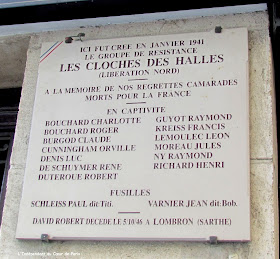 ICI FUT CREE EN JANVIER 1941
LE GROUPE DE RESISTANCE
LES CLOCHES DES HALLES
(LIBERATION NORD)
A LA MEMOIRE DE NOS REGRETTES CAMARADES
MORTS POUR LA FRANCE
EN CAPTIVITE
BOUCHARD CHARLOTTE GUYOT RAYMOND
BOUCHARD ROGER KREISS FRANCIS
BURGOD CLAUDE LEMOULEC LEON
CUNNINGHAM ORVILLE MOREAU JULES
DENIS LUC NY RAYMOND
DE SCHUYMER RENE RICHARD HENRI
DUTEROUE ROBERT
FUSILLES
SCHLEISS PAUL dit Titi. VARNIER JEAN dit Bob.
DAVID ROBERT DECEDE LE 5/10/46 A LOMBRON (SARTHE)